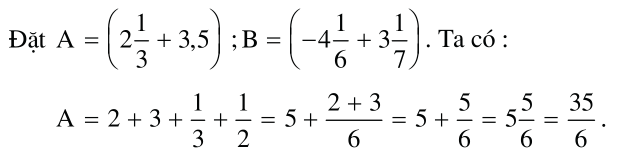 Đặt A = (2 1/3 + 3,5) ; B = (−4 1/6 + 3 1/7). Ta có :
A = 2 + 3 + 1/3 + 1/2 = 5 + (2 + 3)/6 = 5 + 5/6 = 5 5/6 = 35/6 .